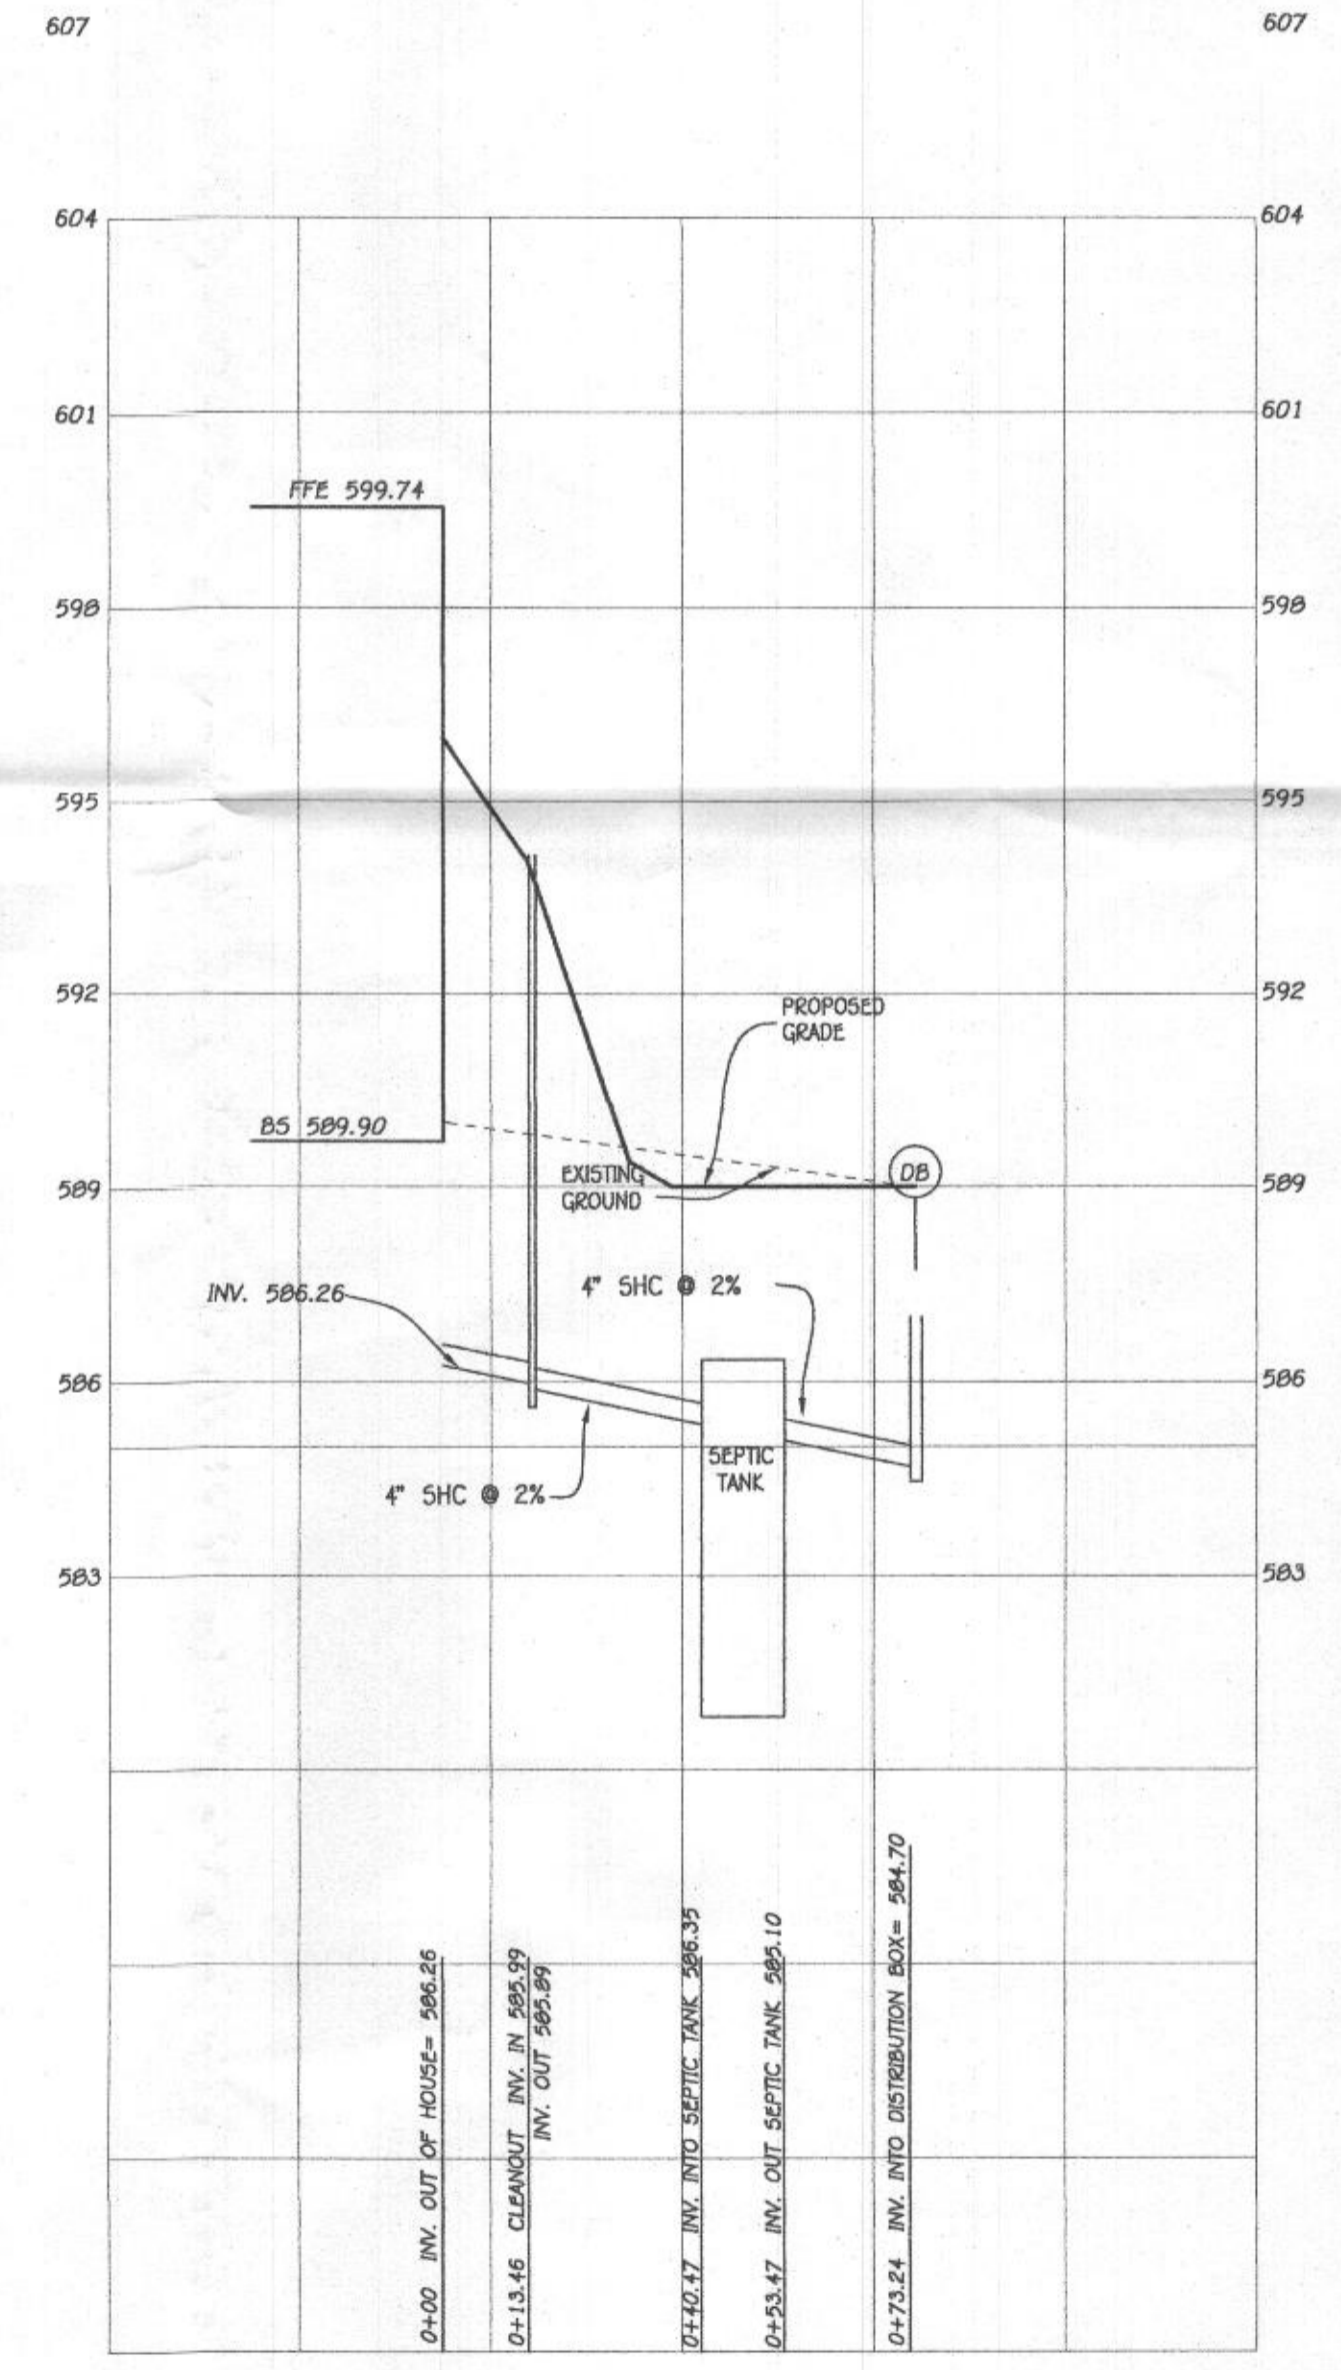 607 607
604 604
601 601
FFE 599.74
598 598
595 595
592 592
PROPOSED
GRADE
BS 589.90
DB
EXISTING
GROUND
589 589
4" SHC @ 2%
INV. 586.26
586 586
SEPTIC
TANK
4" SHC @ 2%
583 583
0+00 INV. OUT OF HOUSE= 586.26
0+13.46 CLEANOUT INV. IN 585.99
INV. OUT 585.89
0+40.47 INV. INTO SEPTIC TANK 586.35
0+53.47 INV. OUT SEPTIC TANK 585.10
0+73.24 INV. INTO DISTRIBUTION BOX= 584.70